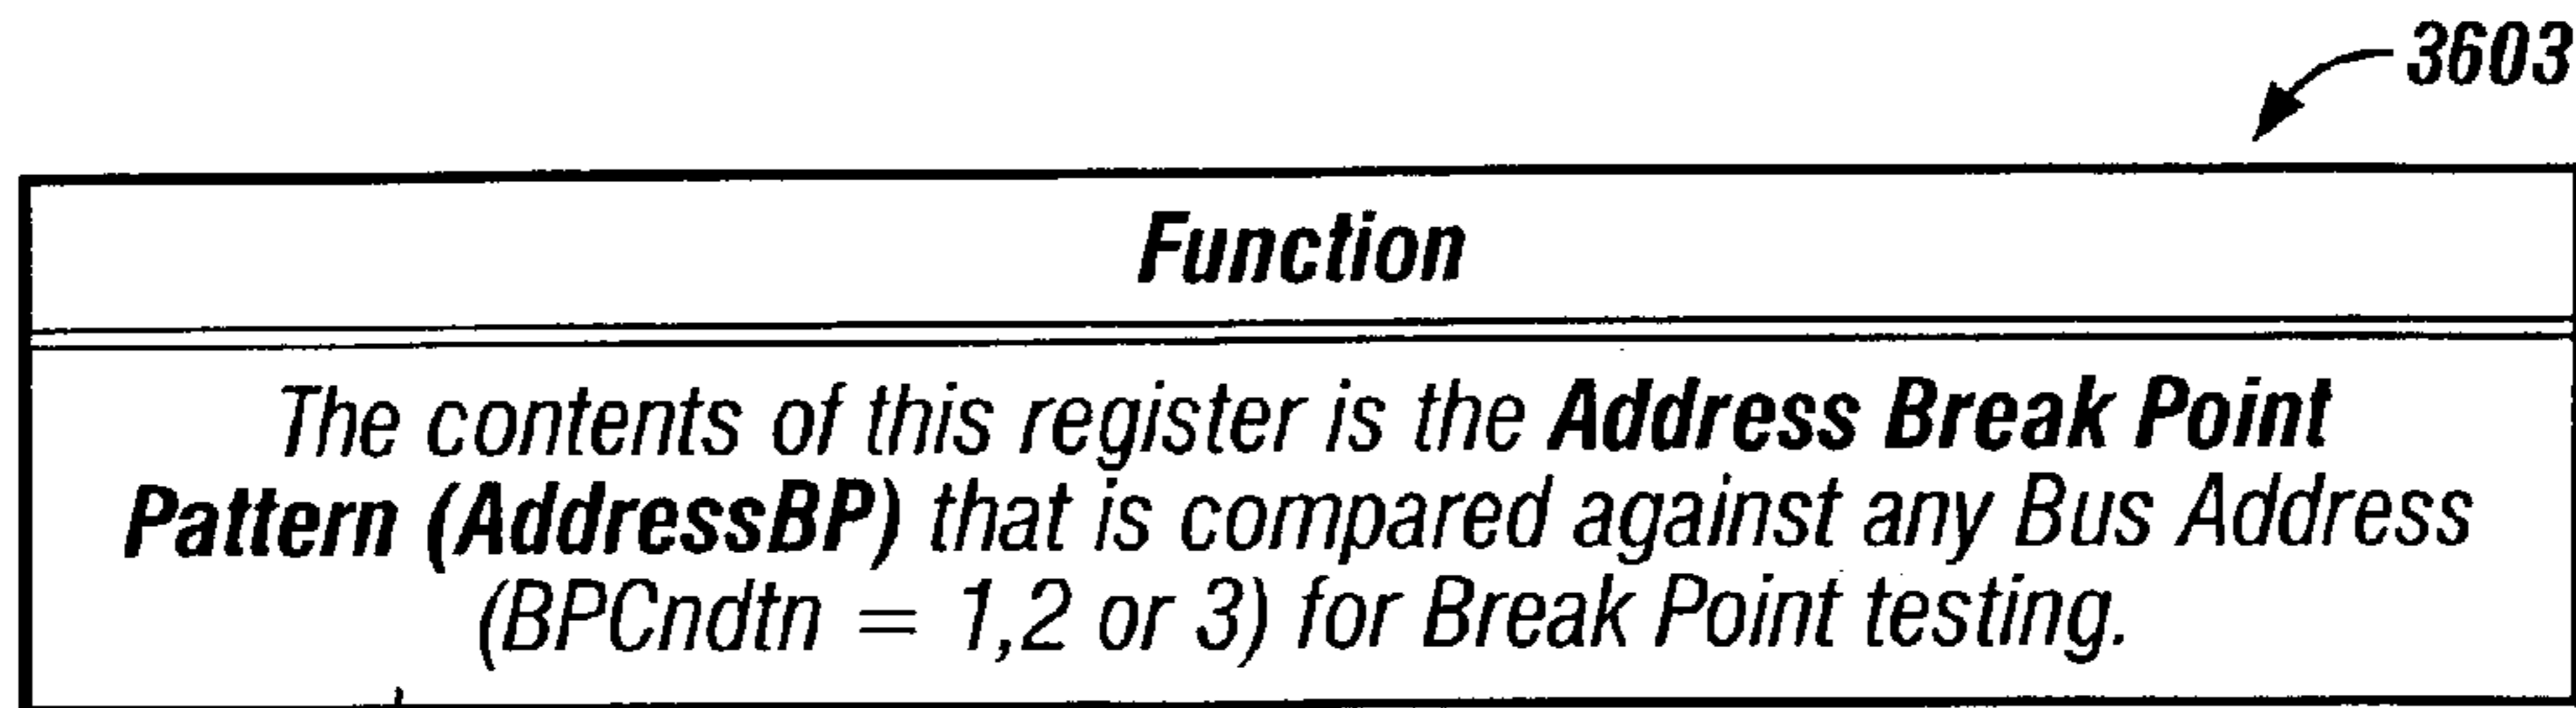 3603
Function
The contents of this register is the Address Break Point
Pattern (AddressBP) that is compared against any Bus Address
(BPCndtn = 1,2 or 3) for Break Point testing.